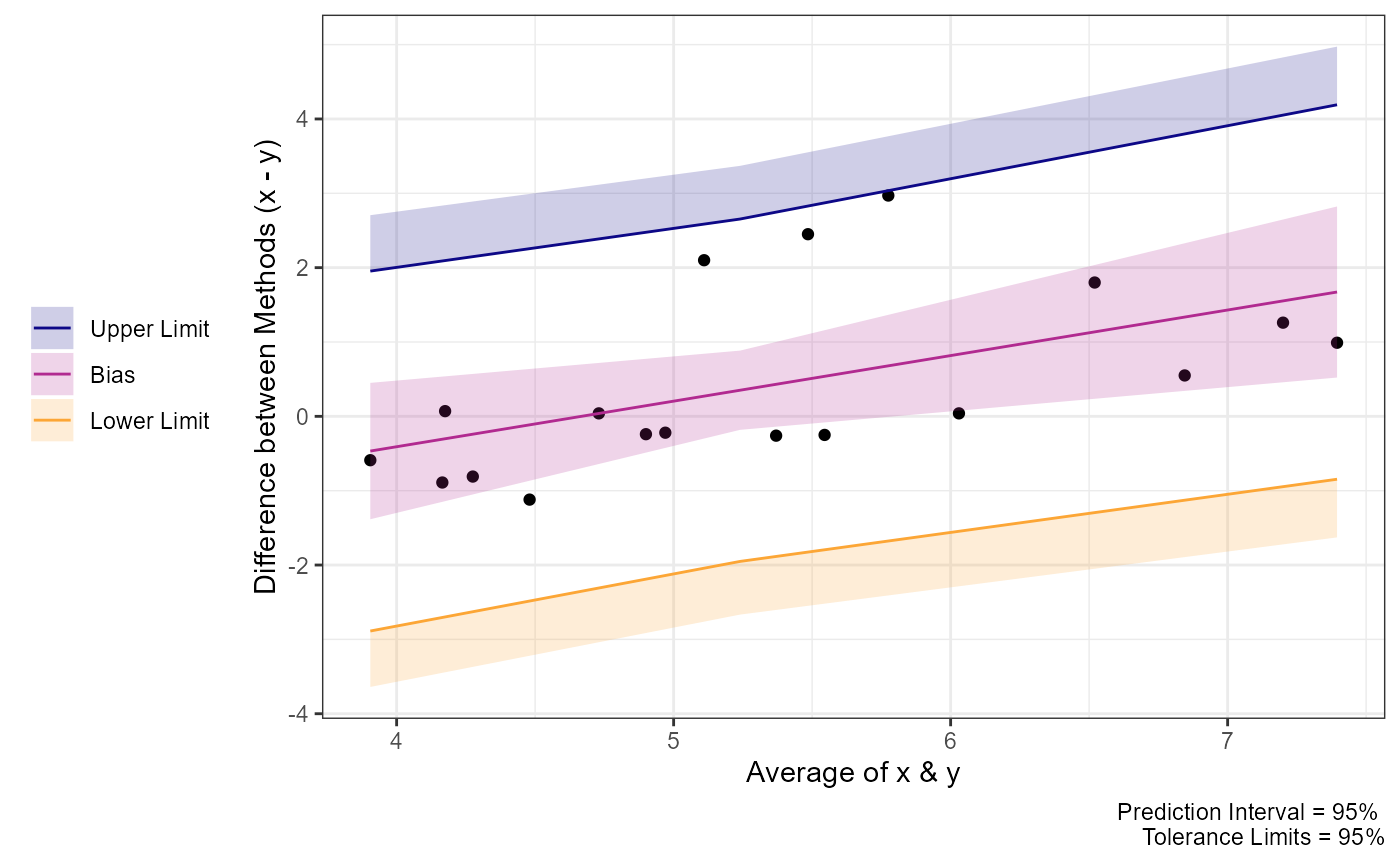 Upper Limit
Bias
Lower Limit
Difference between Methods (x - y)
4
2
0
-2
-4
4
5
6
7
Average of x & y
Prediction Interval = 95%
Tolerance Limits = 95%